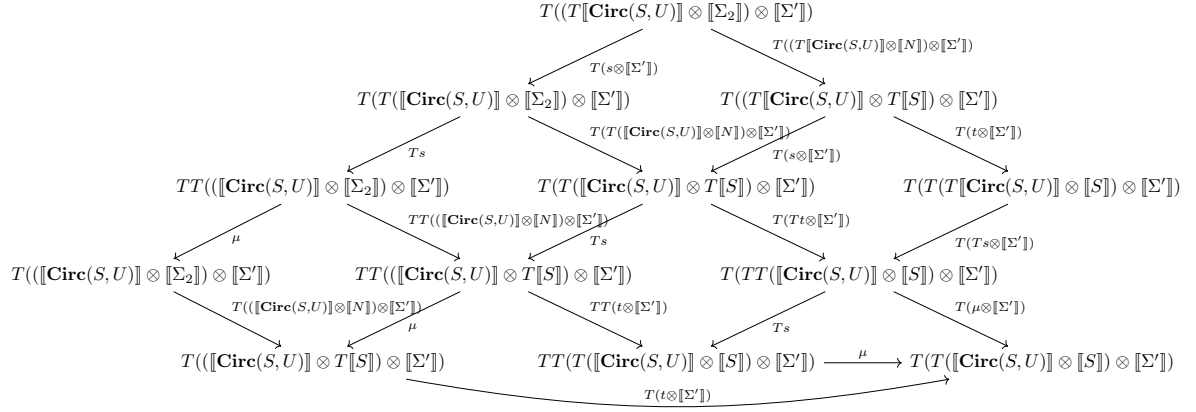 T((T⟦Circ(S, U)⟧ ⊗ ⟦Σ₂⟧) ⊗ ⟦Σ′⟧)
T((T⟦Circ(S,U)⟧⊗⟦N⟧)⊗⟦Σ′⟧)
T(s⊗⟦Σ′⟧)
T(T(⟦Circ(S, U)⟧ ⊗ ⟦Σ₂⟧) ⊗ ⟦Σ′⟧) T((T⟦Circ(S, U)⟧ ⊗ T⟦S⟧) ⊗ ⟦Σ′⟧)
T(T(⟦Circ(S,U)⟧⊗⟦N⟧)⊗⟦Σ′⟧) T(t⊗⟦Σ′⟧)
Ts T(s⊗⟦Σ′⟧)
TT((⟦Circ(S, U)⟧ ⊗ ⟦Σ₂⟧) ⊗ ⟦Σ′⟧) T(T(⟦Circ(S, U)⟧ ⊗ T⟦S⟧) ⊗ ⟦Σ′⟧) T(T(T⟦Circ(S, U)⟧ ⊗ ⟦S⟧) ⊗ ⟦Σ′⟧)
TT((⟦Circ(S,U)⟧⊗⟦N⟧)⊗⟦Σ′⟧) T(Tt⊗⟦Σ′⟧)
μ Ts T(Ts⊗⟦Σ′⟧)
T((⟦Circ(S, U)⟧ ⊗ ⟦Σ₂⟧) ⊗ ⟦Σ′⟧) TT((⟦Circ(S, U)⟧ ⊗ T⟦S⟧) ⊗ ⟦Σ′⟧) T(TT(⟦Circ(S, U)⟧ ⊗ ⟦S⟧) ⊗ ⟦Σ′⟧)
T((⟦Circ(S,U)⟧⊗⟦N⟧)⊗⟦Σ′⟧) TT(t⊗⟦Σ′⟧) T(μ⊗⟦Σ′⟧)
μ Ts
T((⟦Circ(S, U)⟧ ⊗ T⟦S⟧) ⊗ ⟦Σ′⟧) TT(T(⟦Circ(S, U)⟧ ⊗ ⟦S⟧) ⊗ ⟦Σ′⟧) μ T(T(⟦Circ(S, U)⟧ ⊗ ⟦S⟧) ⊗ ⟦Σ′⟧)
T(t⊗⟦Σ′⟧)